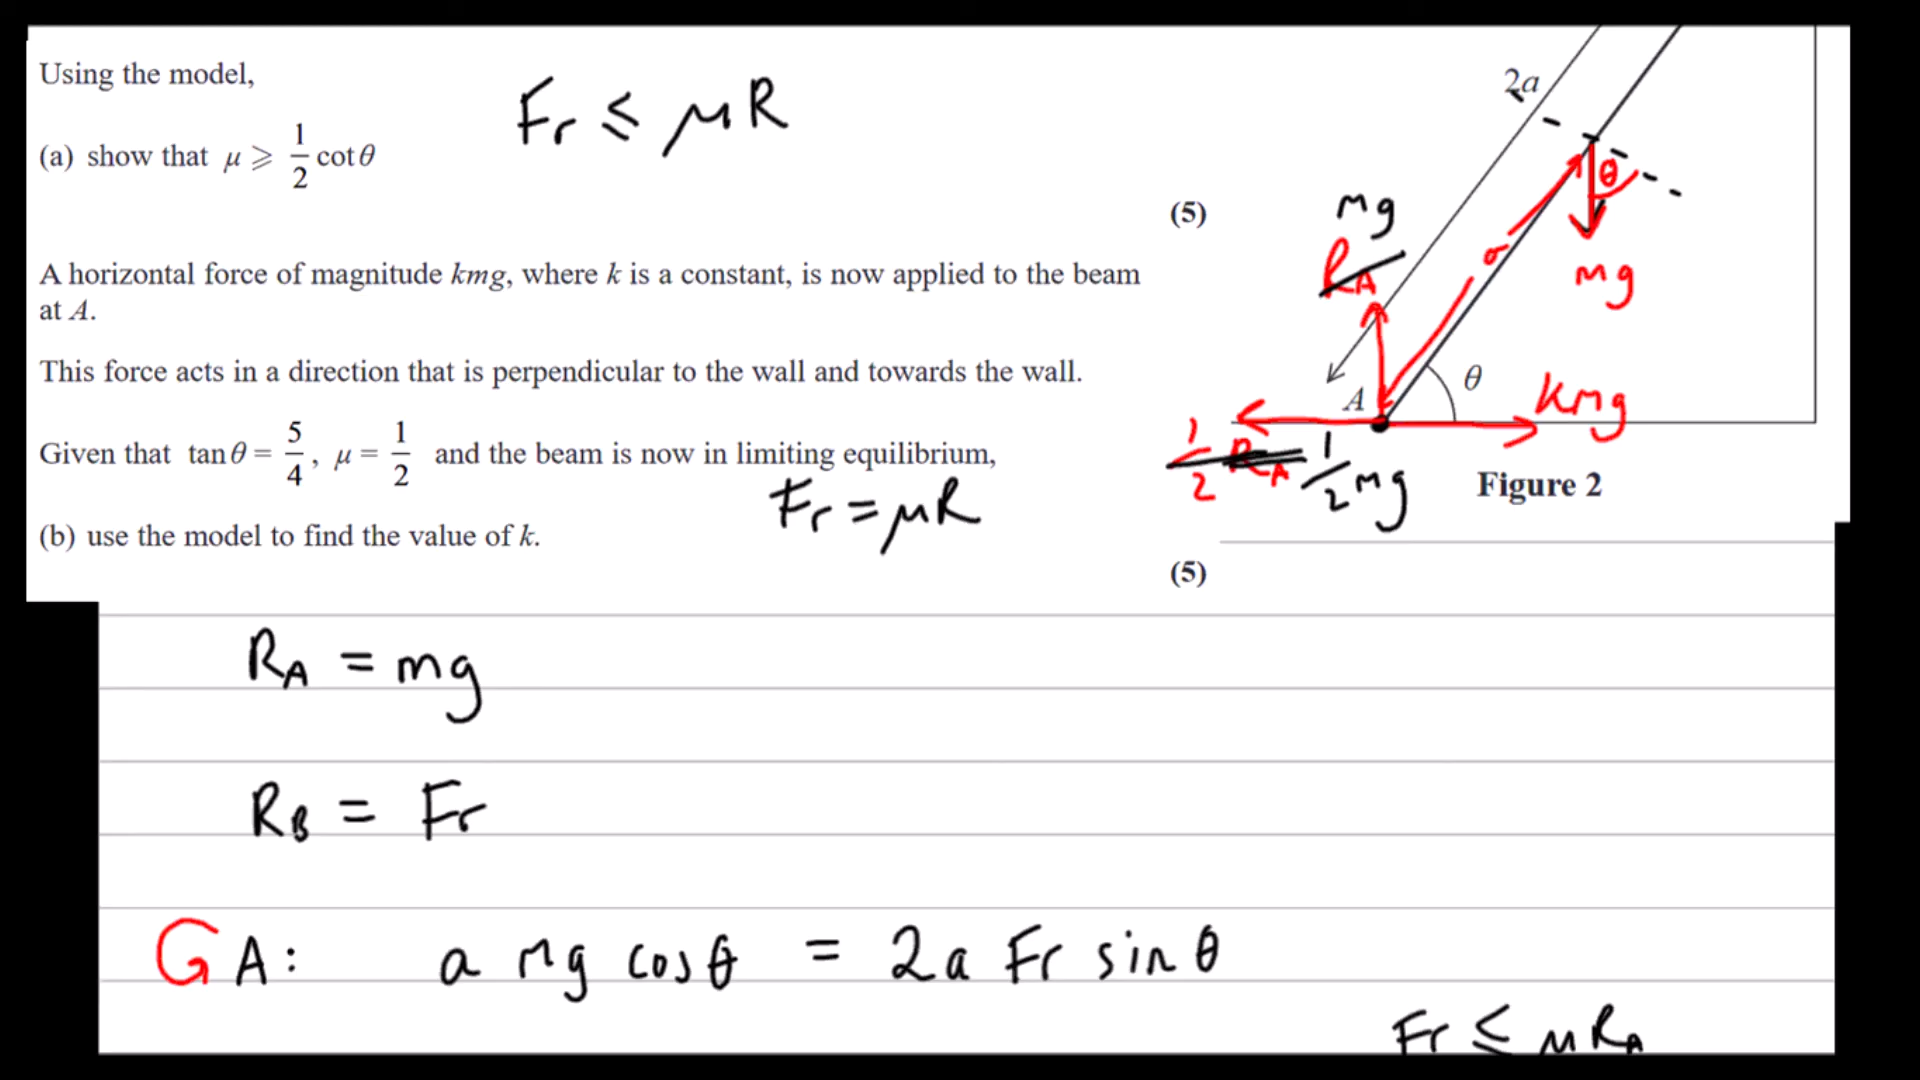 Using the model,
Fr ≤ μR
(a) show that μ ⩾ 1/2 cot θ
(5)
A horizontal force of magnitude kmg, where k is a constant, is now applied to the beam
at A.
This force acts in a direction that is perpendicular to the wall and towards the wall.
Given that tan θ = 5/4, μ = 1/2 and the beam is now in limiting equilibrium,
Fr = μR
(b) use the model to find the value of k.
(5)
2a
θ
mg
mg
R_A
a
A
θ
kmg
1/2 R_A
1/2 mg
Figure 2
R_A = mg
R_B = Fr
A: a mg cos θ = 2a Fr sin θ
Fr ≤ μ R_A